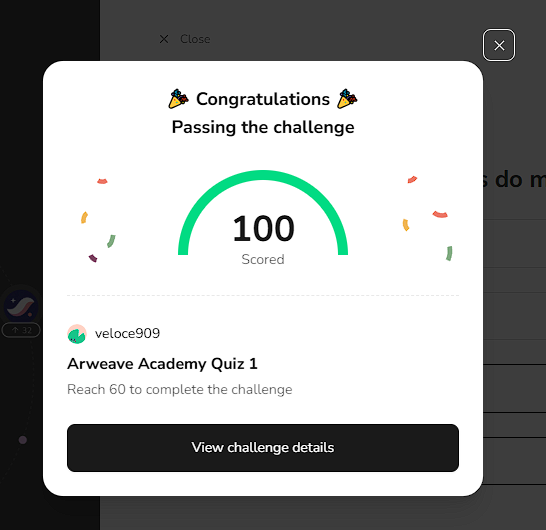 Close
Congratulations
Passing the challenge
s do m
100
Scored
32
veloce909
Arweave Academy Quiz 1
Reach 60 to complete the challenge
View challenge details